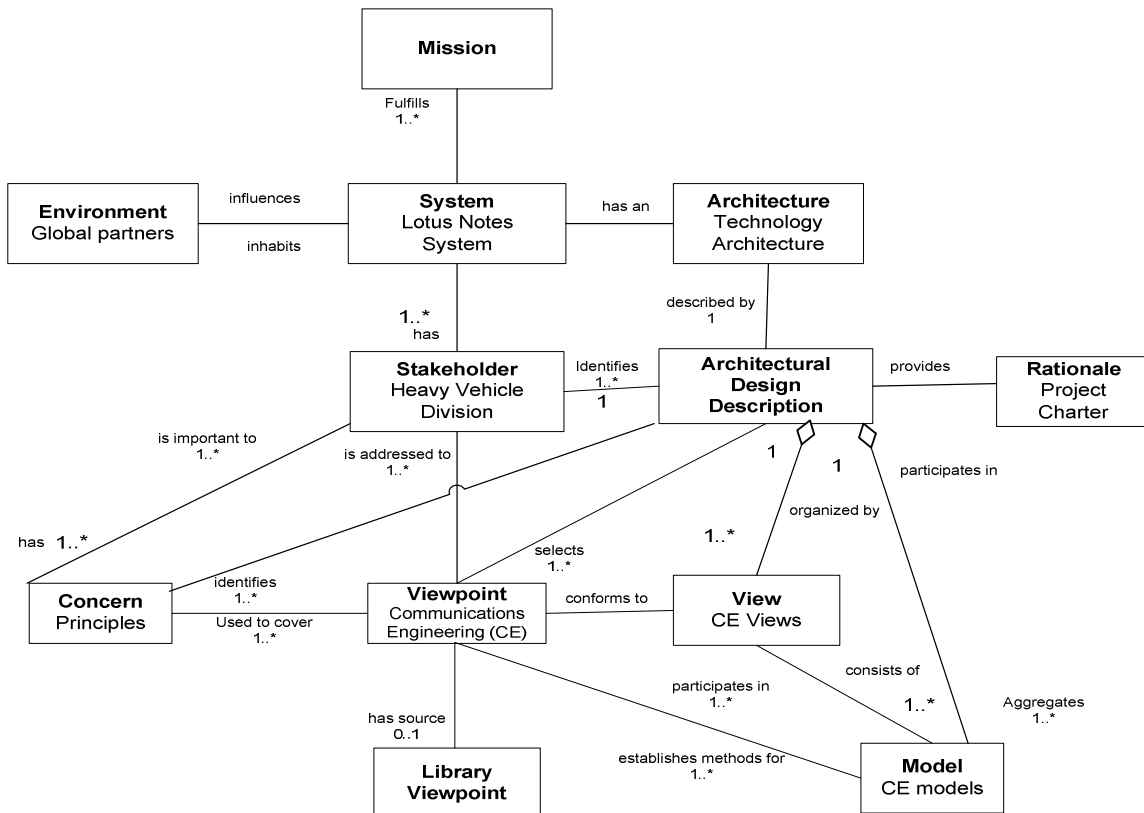 Mission
Fulfills
1..*
Environment
Global partners
influences
inhabits
System
Lotus Notes
System
has an
Architecture
Technology
Architecture
1..*
has
described by
1
Stakeholder
Heavy Vehicle
Division
Identifies
1..*
1
Architectural
Design
Description
provides
Rationale
Project
Charter
is important to
1..*
is addressed to
1..*
1
1
participates in
organized by
has 1..*
1..*
selects
1..*
identifies
1..*
Concern
Principles
Used to cover
1..*
Viewpoint
Communications
Engineering (CE)
conforms to
View
CE Views
consists of
1..*
participates in
1..*
Aggregates
1..*
has source
0..1
establishes methods for
1..*
Library
Viewpoint
Model
CE models